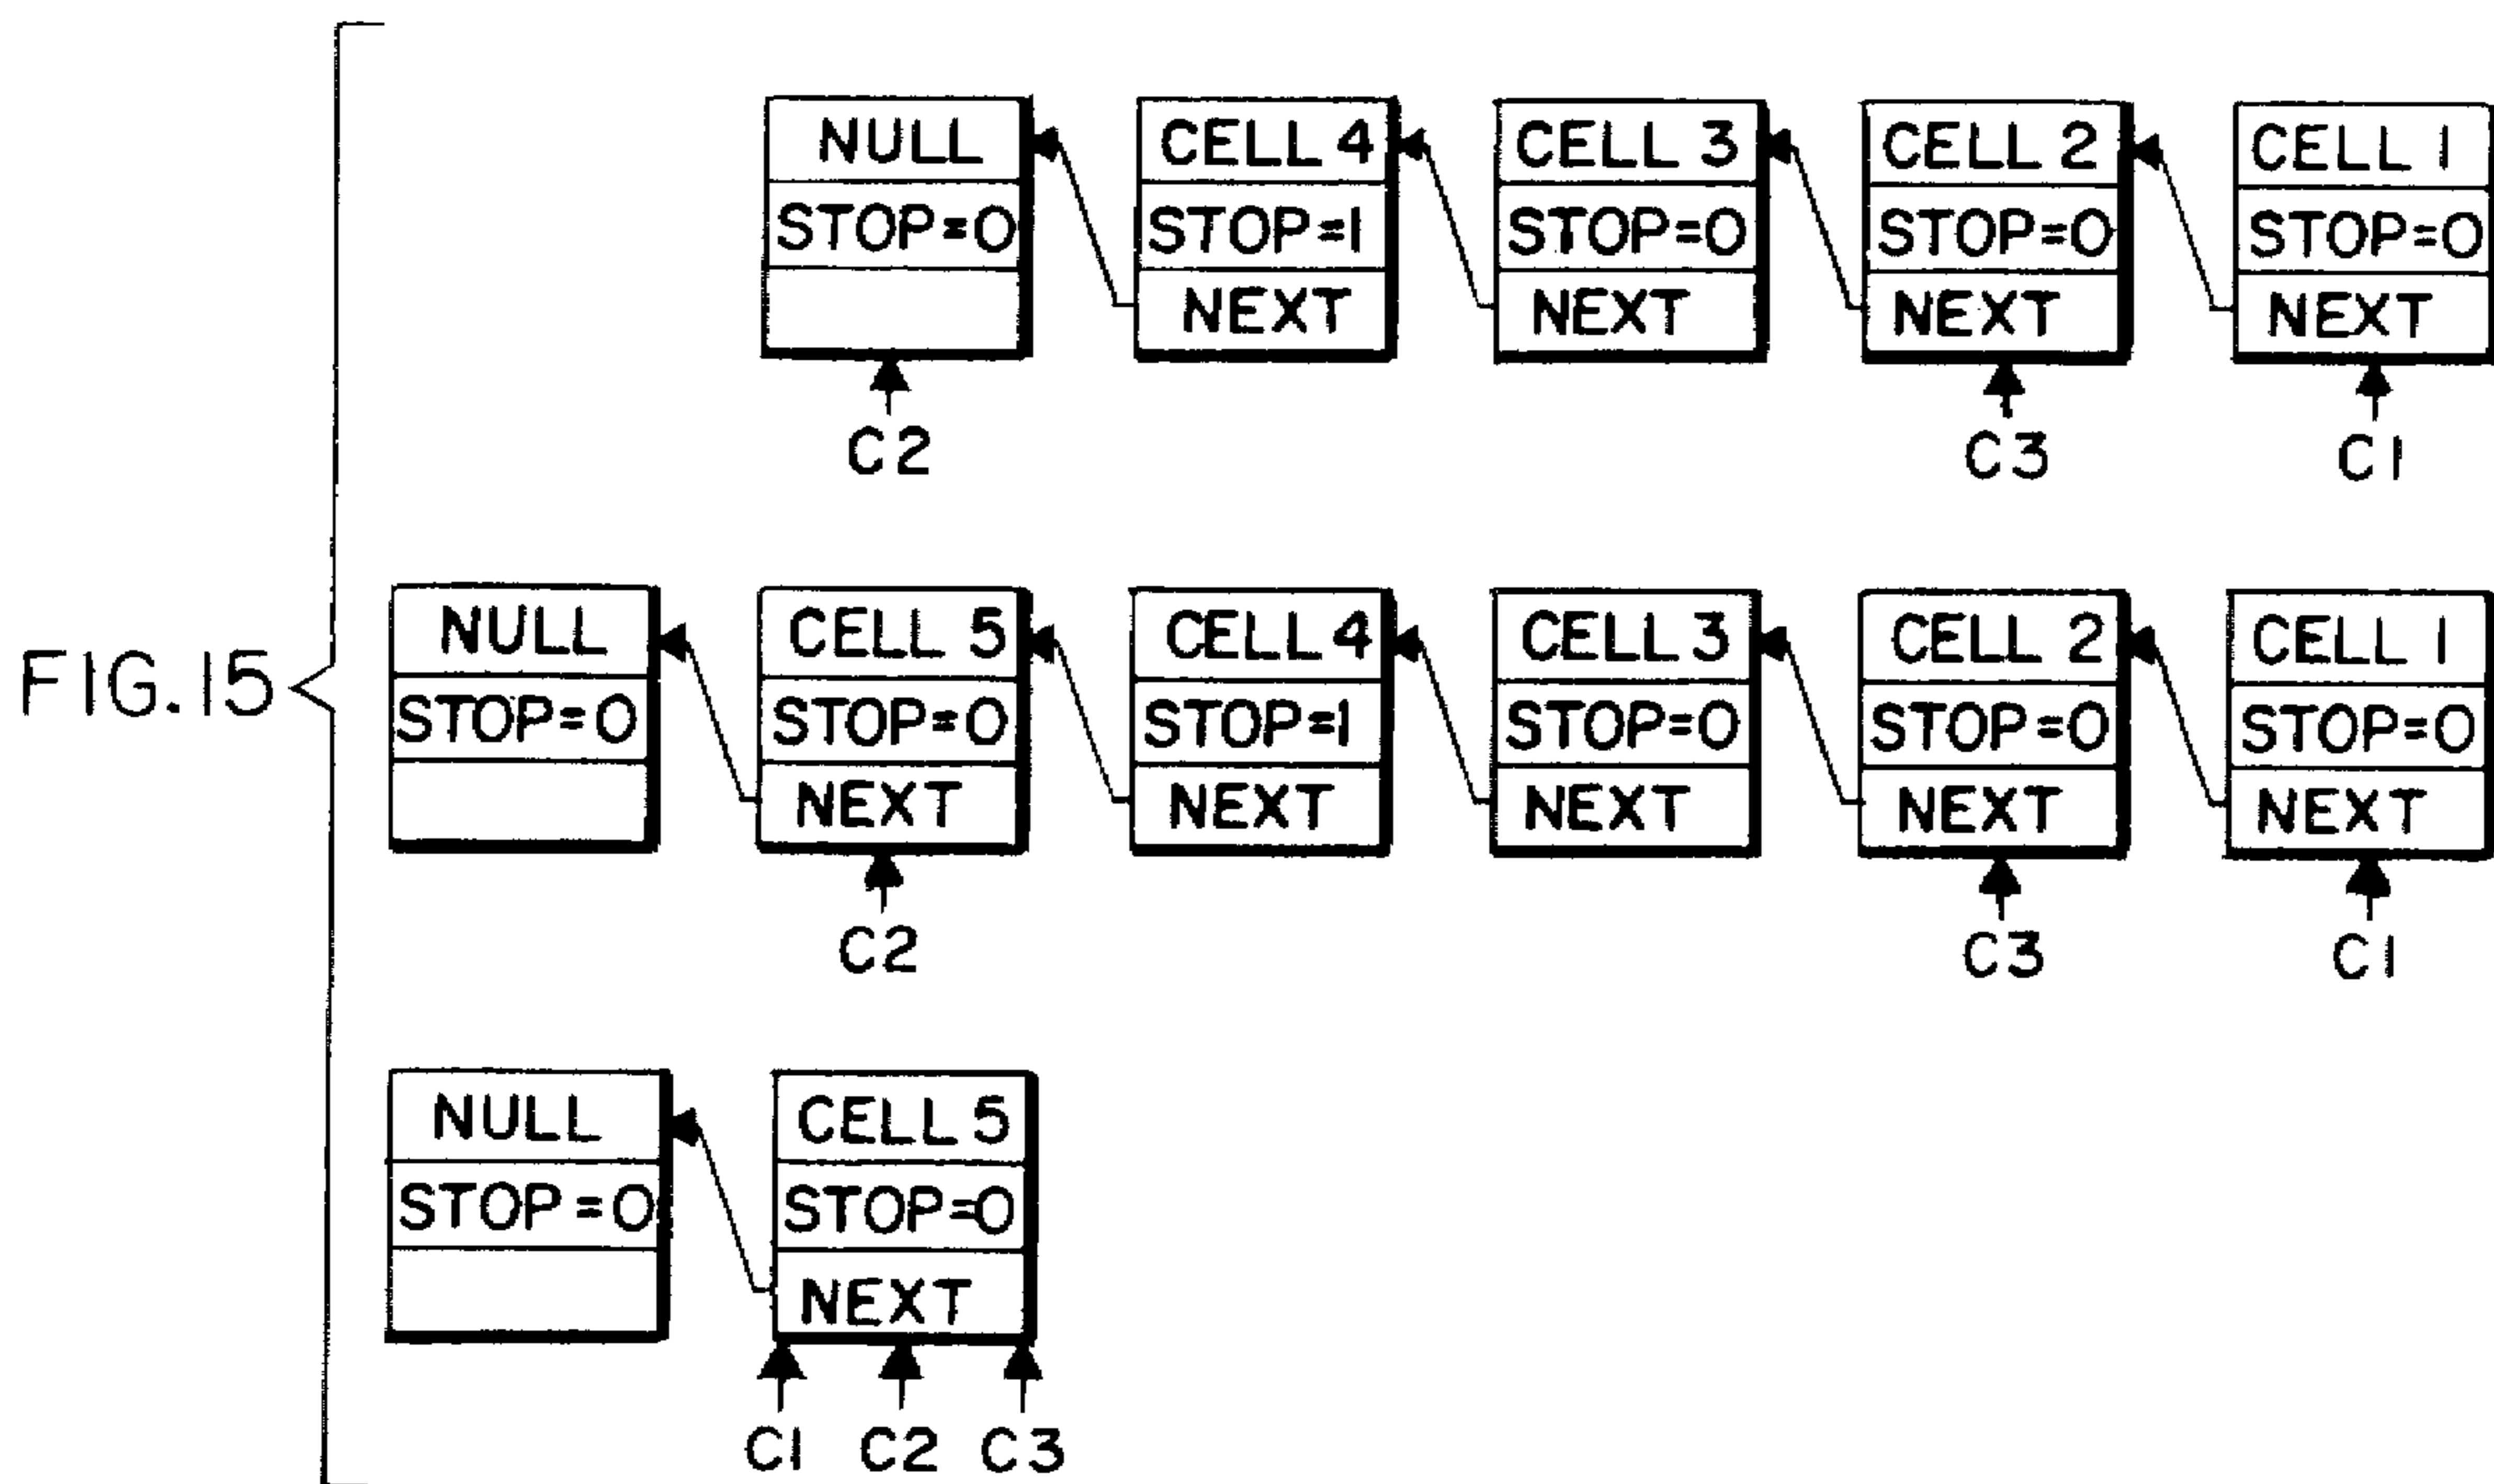 NULL CELL 4 CELL 3 CELL 2 CELL 1
STOP=0 STOP=1 STOP=0 STOP=0 STOP=0
NEXT NEXT NEXT NEXT
C2 C3 C1
FIG.15
NULL CELL 5 CELL 4 CELL 3 CELL 2 CELL 1
STOP=0 STOP=0 STOP=1 STOP=0 STOP=0 STOP=0
NEXT NEXT NEXT NEXT NEXT
C2 C3 C1
NULL CELL 5
STOP=0 STOP=0
NEXT
C1 C2 C3